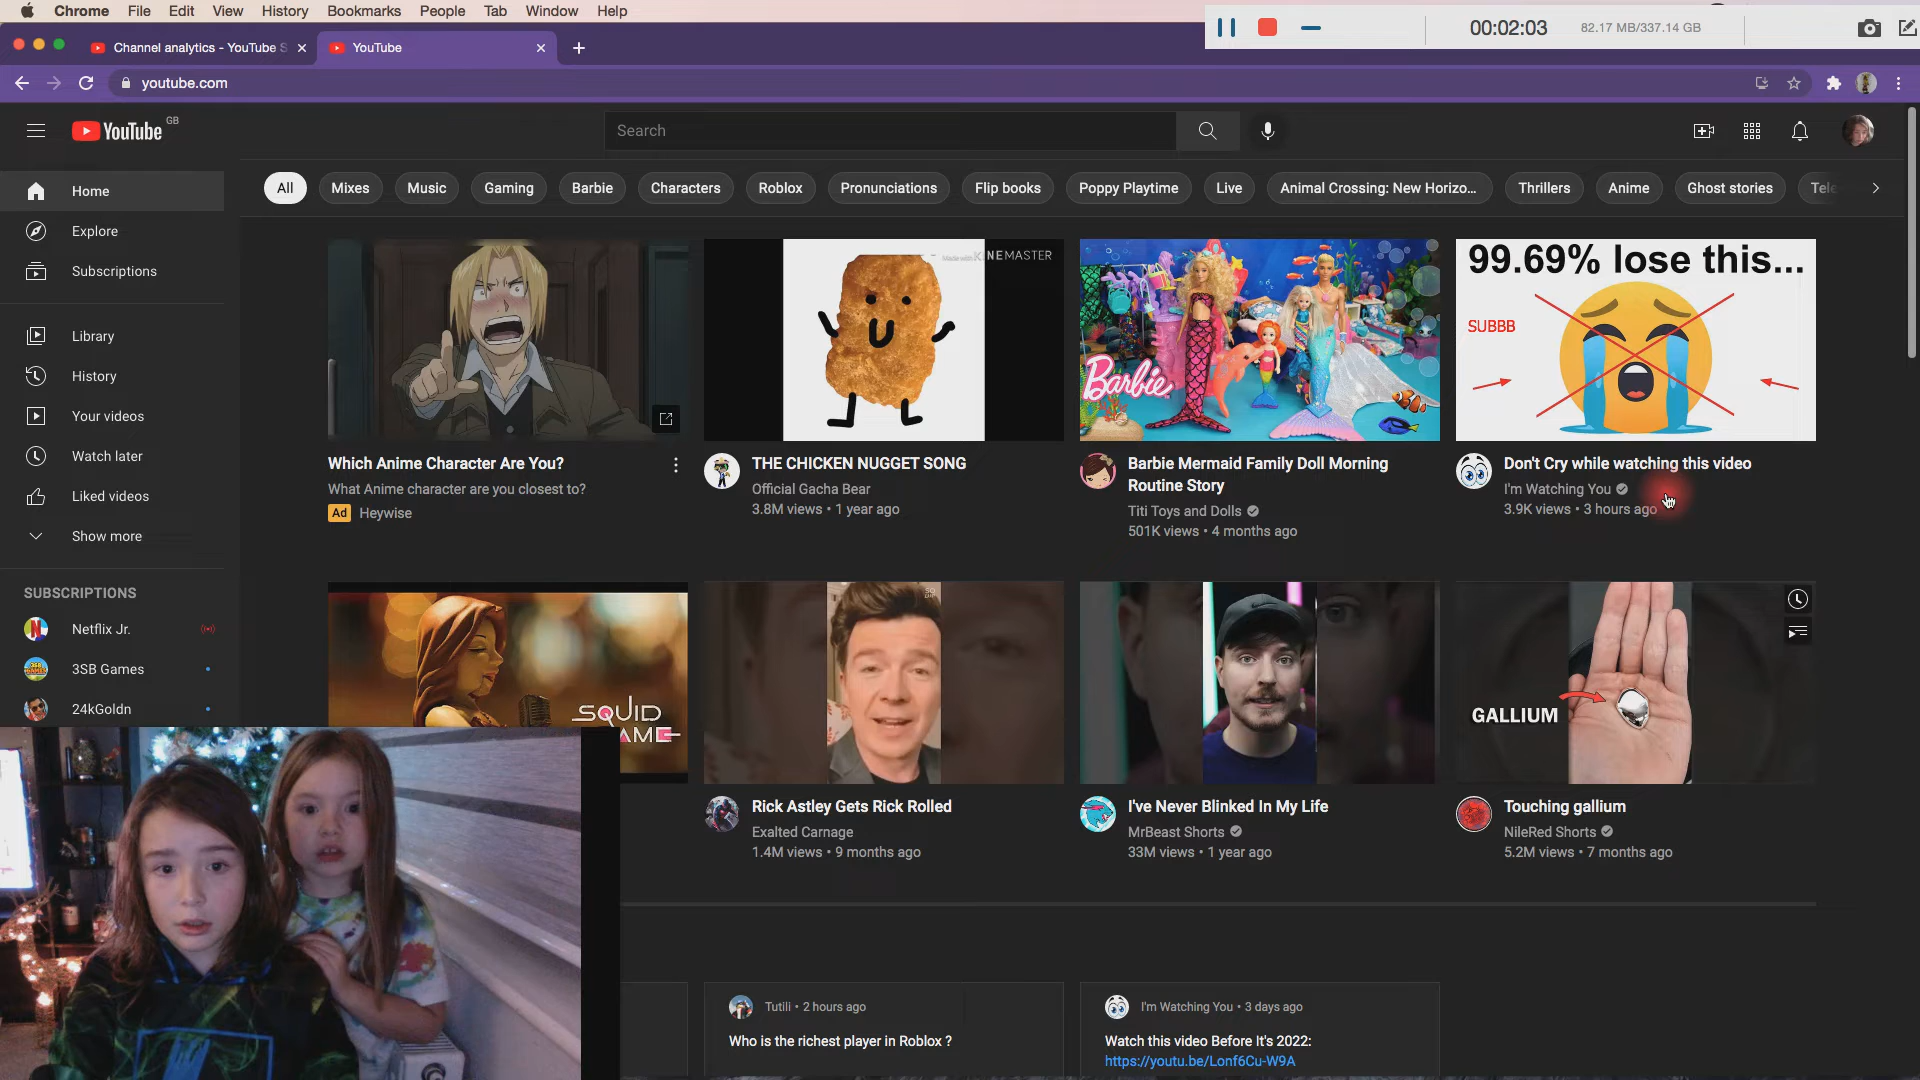 Chrome File Edit View History Bookmarks People Tab Window Help
00:02:03 82.17 MB/337.14 GB
Channel analytics - YouTube S
YouTube
youtube.com
YouTube GB
Search
All Mixes Music Gaming Barbie Characters Roblox Pronunciations Flip books Poppy Playtime Live Animal Crossing: New Horizo... Thrillers Anime Ghost stories Tele
Home
Explore
Subscriptions
Library
History
Your videos
Watch later
Liked videos
Show more
SUBSCRIPTIONS
Netflix Jr.
3SB Games
24kGoldn
Which Anime Character Are You?
What Anime character are you closest to?
Ad Heywise
Made with KINEMASTER
THE CHICKEN NUGGET SONG
Official Gacha Bear
3.8M views • 1 year ago
Barbie
Barbie Mermaid Family Doll Morning
Routine Story
Titi Toys and Dolls
501K views • 4 months ago
99.69% lose this...
SUBBB
Don't Cry while watching this video
I'm Watching You
3.9K views • 3 hours ago
SQUID
GAME
Rick Astley Gets Rick Rolled
Exalted Carnage
1.4M views • 9 months ago
I've Never Blinked In My Life
MrBeast Shorts
33M views • 1 year ago
GALLIUM
Touching gallium
NileRed Shorts
5.2M views • 7 months ago
Tutili • 2 hours ago
Who is the richest player in Roblox ?
I'm Watching You • 3 days ago
Watch this video Before It's 2022:
https://youtu.be/Lonf6Cu-W9A